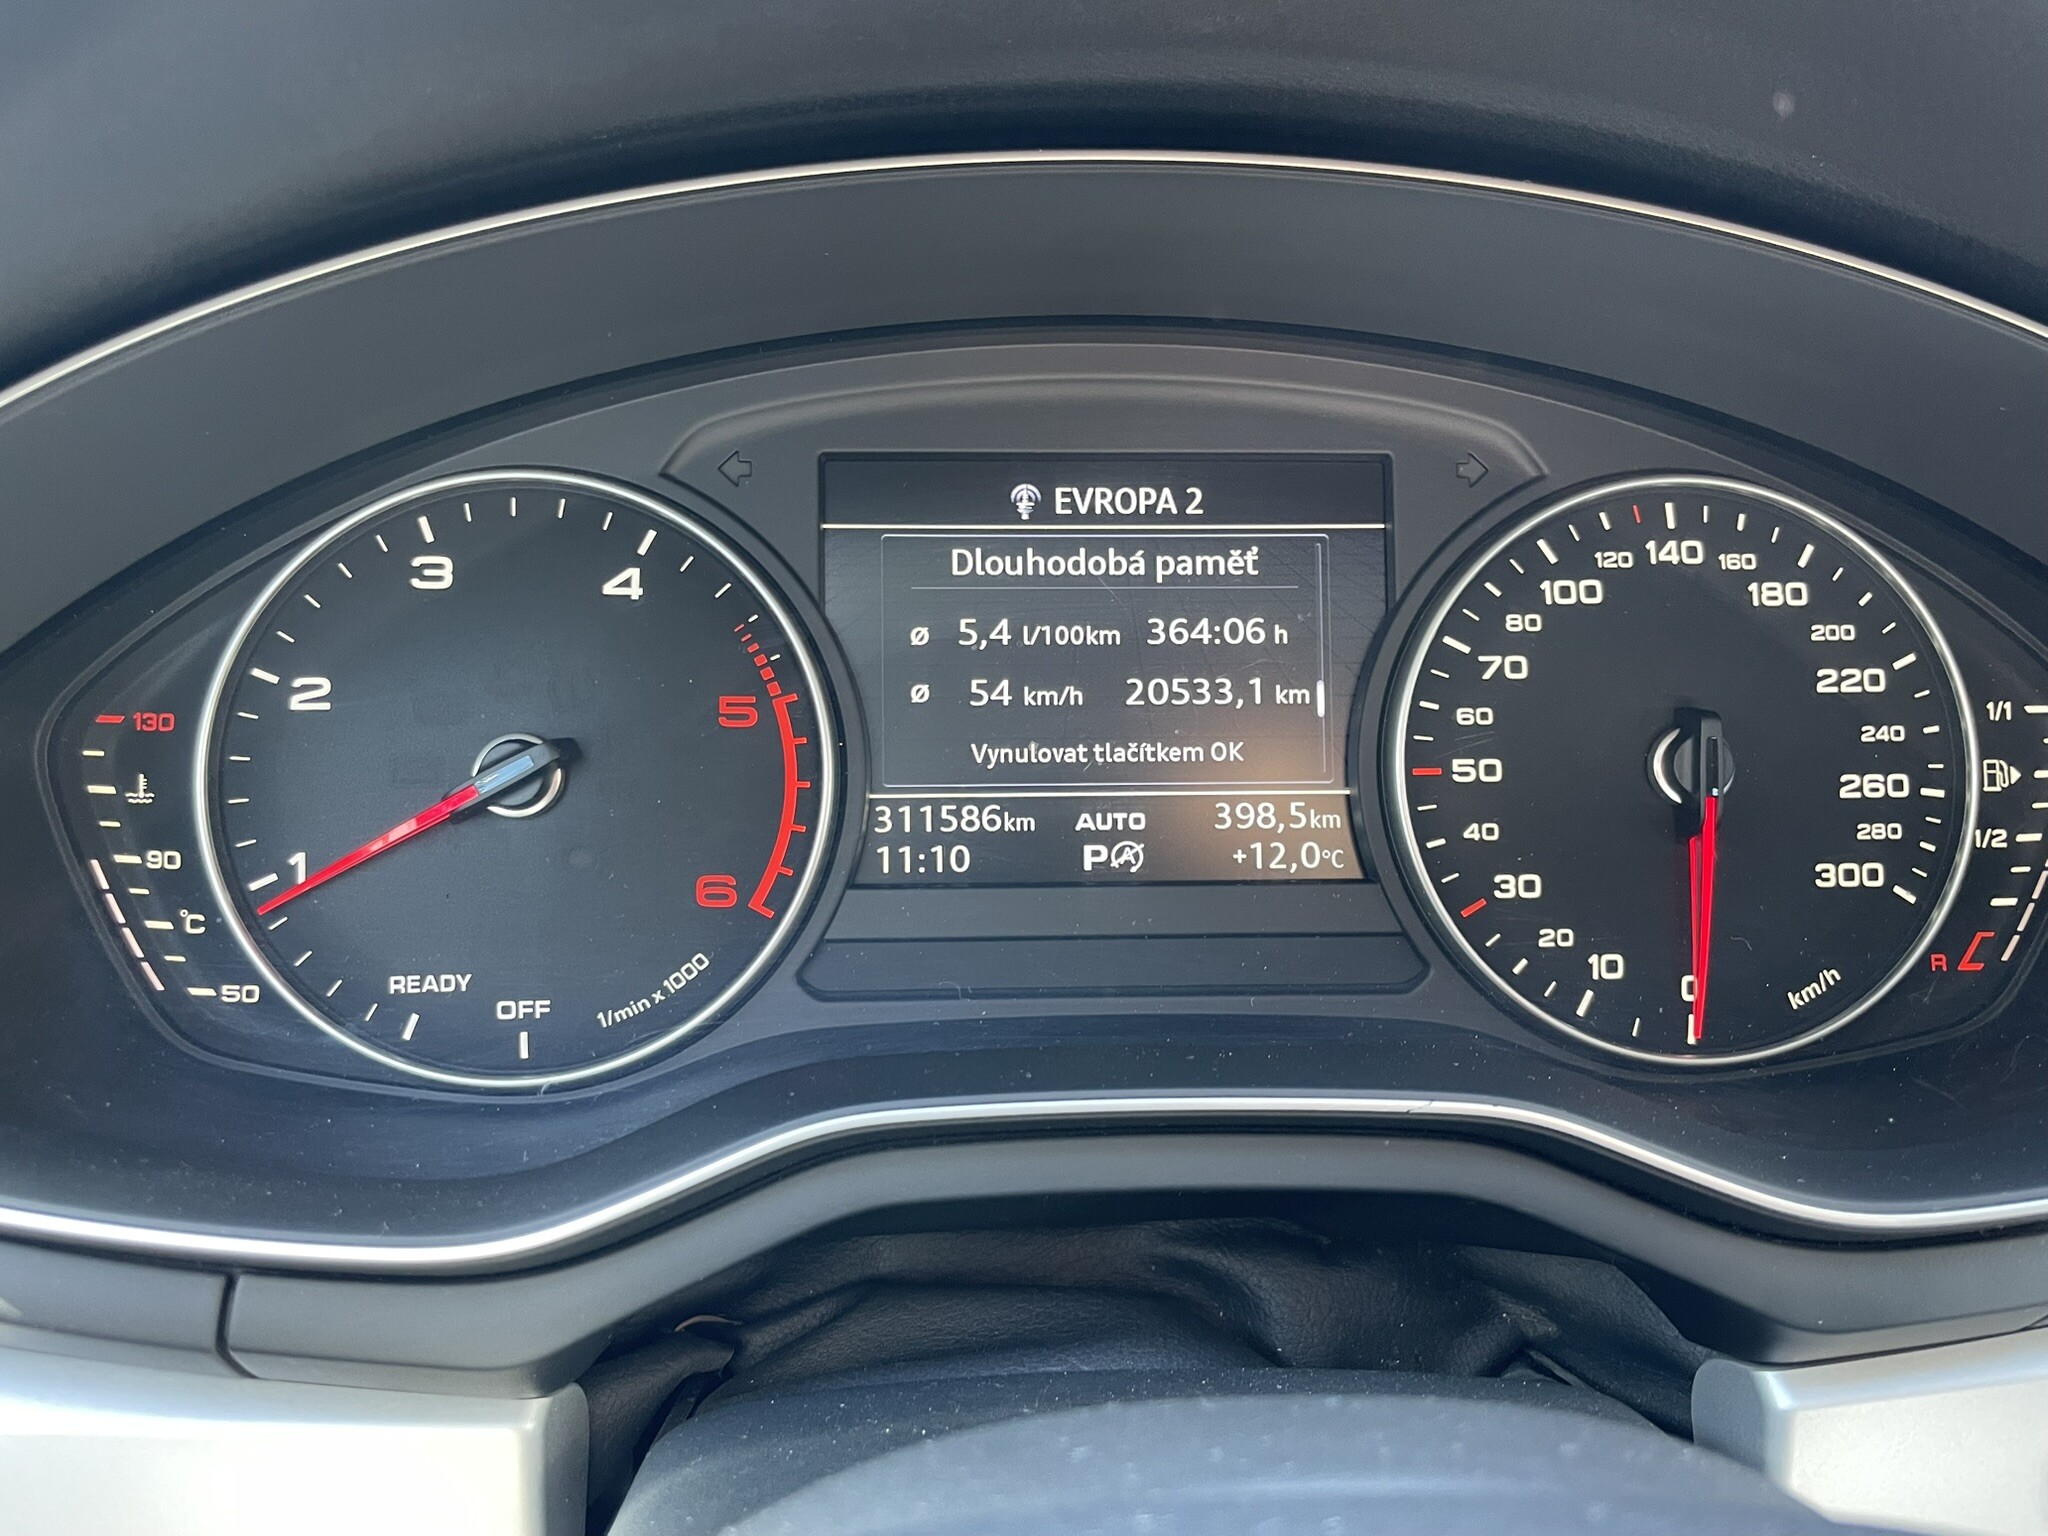 EVROPA 2
Dlouhodobá paměť
ø 5,4 l/100km 364:06 h
ø 54 km/h 20533,1 km
Vynulovat tlačítkem OK
311586km AUTO 398,5km
11:10 P A +12,0°C
130
90
°C
50
OFF
READY
1
2
3
4
5
6
1/min x 1000
0
10
20
30
40
50
60
70
80
100
120
140
160
180
200
220
240
260
280
300
km/h
1/1
1/2
R